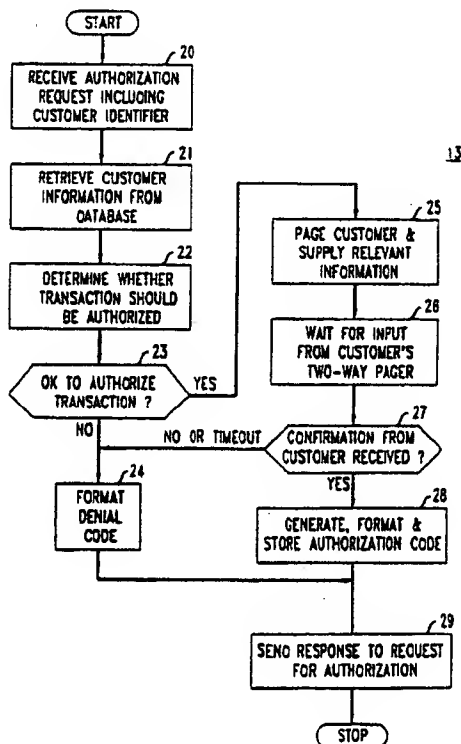 START
20
RECEIVE AUTHORIZATION
REQUEST INCLUDING
CUSTOMER IDENTIFIER
21
RETRIEVE CUSTOMER
INFORMATION FROM
DATABASE
22
DETERMINE WHETHER
TRANSACTION SHOULD
BE AUTHORIZED
23
OK TO AUTHORIZE
TRANSACTION ?
YES
NO
24
FORMAT
DENIAL
CODE
13
25
PAGE CUSTOMER &
SUPPLY RELEVANT
INFORMATION
26
WAIT FOR INPUT
FROM CUSTOMER'S
TWO-WAY PAGER
27
CONFIRMATION FROM
CUSTOMER RECEIVED ?
NO OR TIMEOUT
YES
28
GENERATE, FORMAT &
STORE AUTHORIZATION CODE
29
SEND RESPONSE TO REQUEST
FOR AUTHORIZATION
STOP